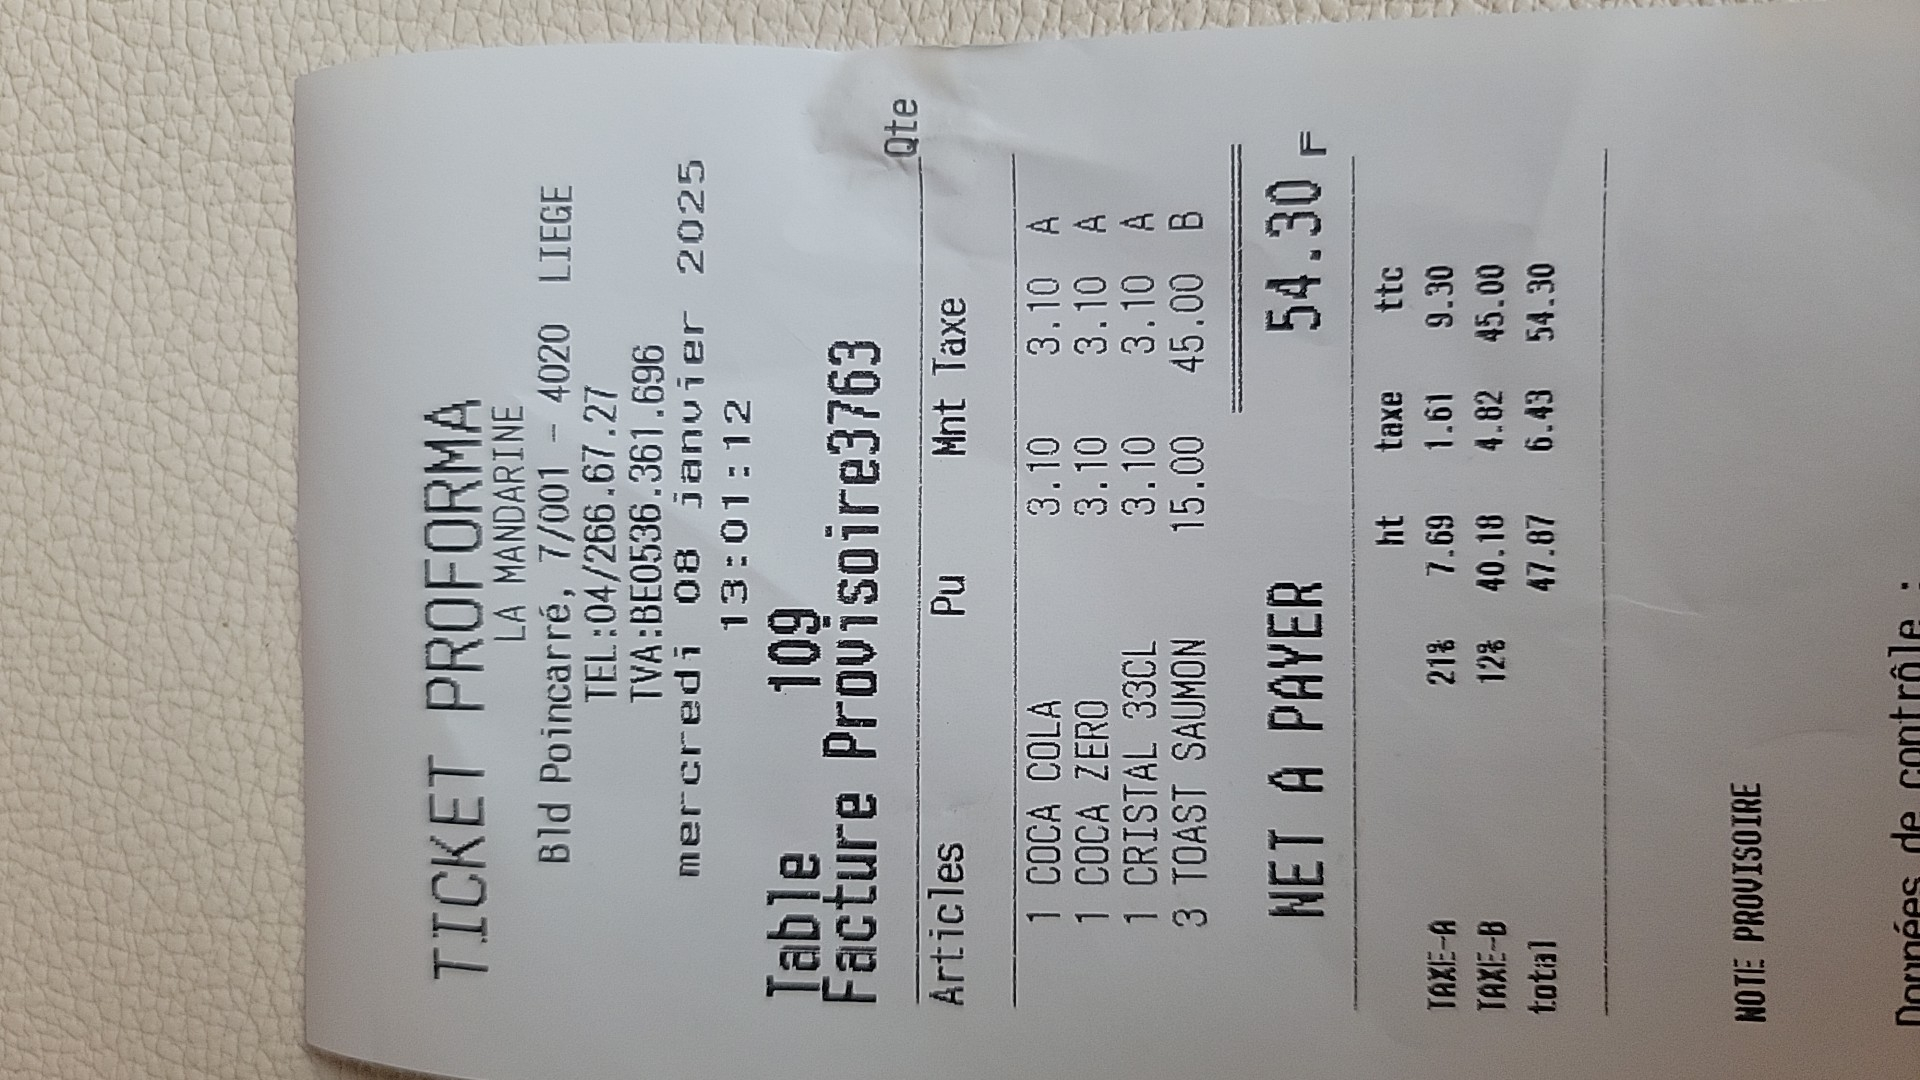 TICKET PROFORMA
LA MANDARINE
Bld Poincarré, 7/001 - 4020 LIEGE
TEL:04/266.67.27
TVA:BE0536.361.696
mercredi 08 janvier 2025
13:01:12
Table 109
Facture Provisoire3763
Qte
Articles Pu Mnt Taxe
1 COCA COLA 3.10 3.10 A
1 COCA ZERO 3.10 3.10 A
1 CRISTAL 33CL 3.10 3.10 A
3 TOAST SAUMON 15.00 45.00 B
NET A PAYER 54.30 F
ht taxe ttc
TAXE-A 21% 7.69 1.61 9.30
TAXE-B 12% 40.18 4.82 45.00
total 47.87 6.43 54.30
NOTE PROVISOIRE
Données de contrôle :